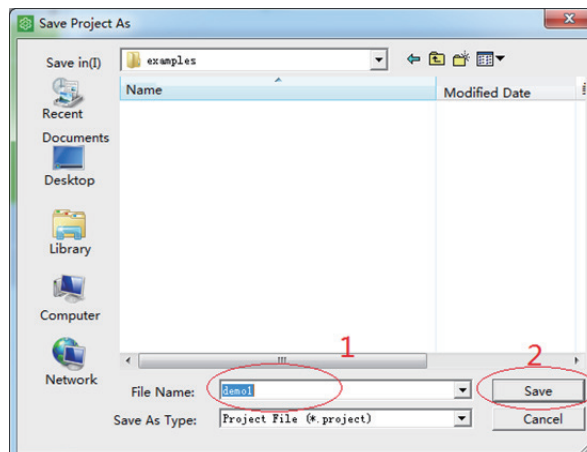 Save Project As
Save in(I) examples
Name Modified Date
Recent
Documents
Desktop
Library
Computer
Network
1 2
File Name: demo1 Save
Save As Type: Project File (*.project) Cancel